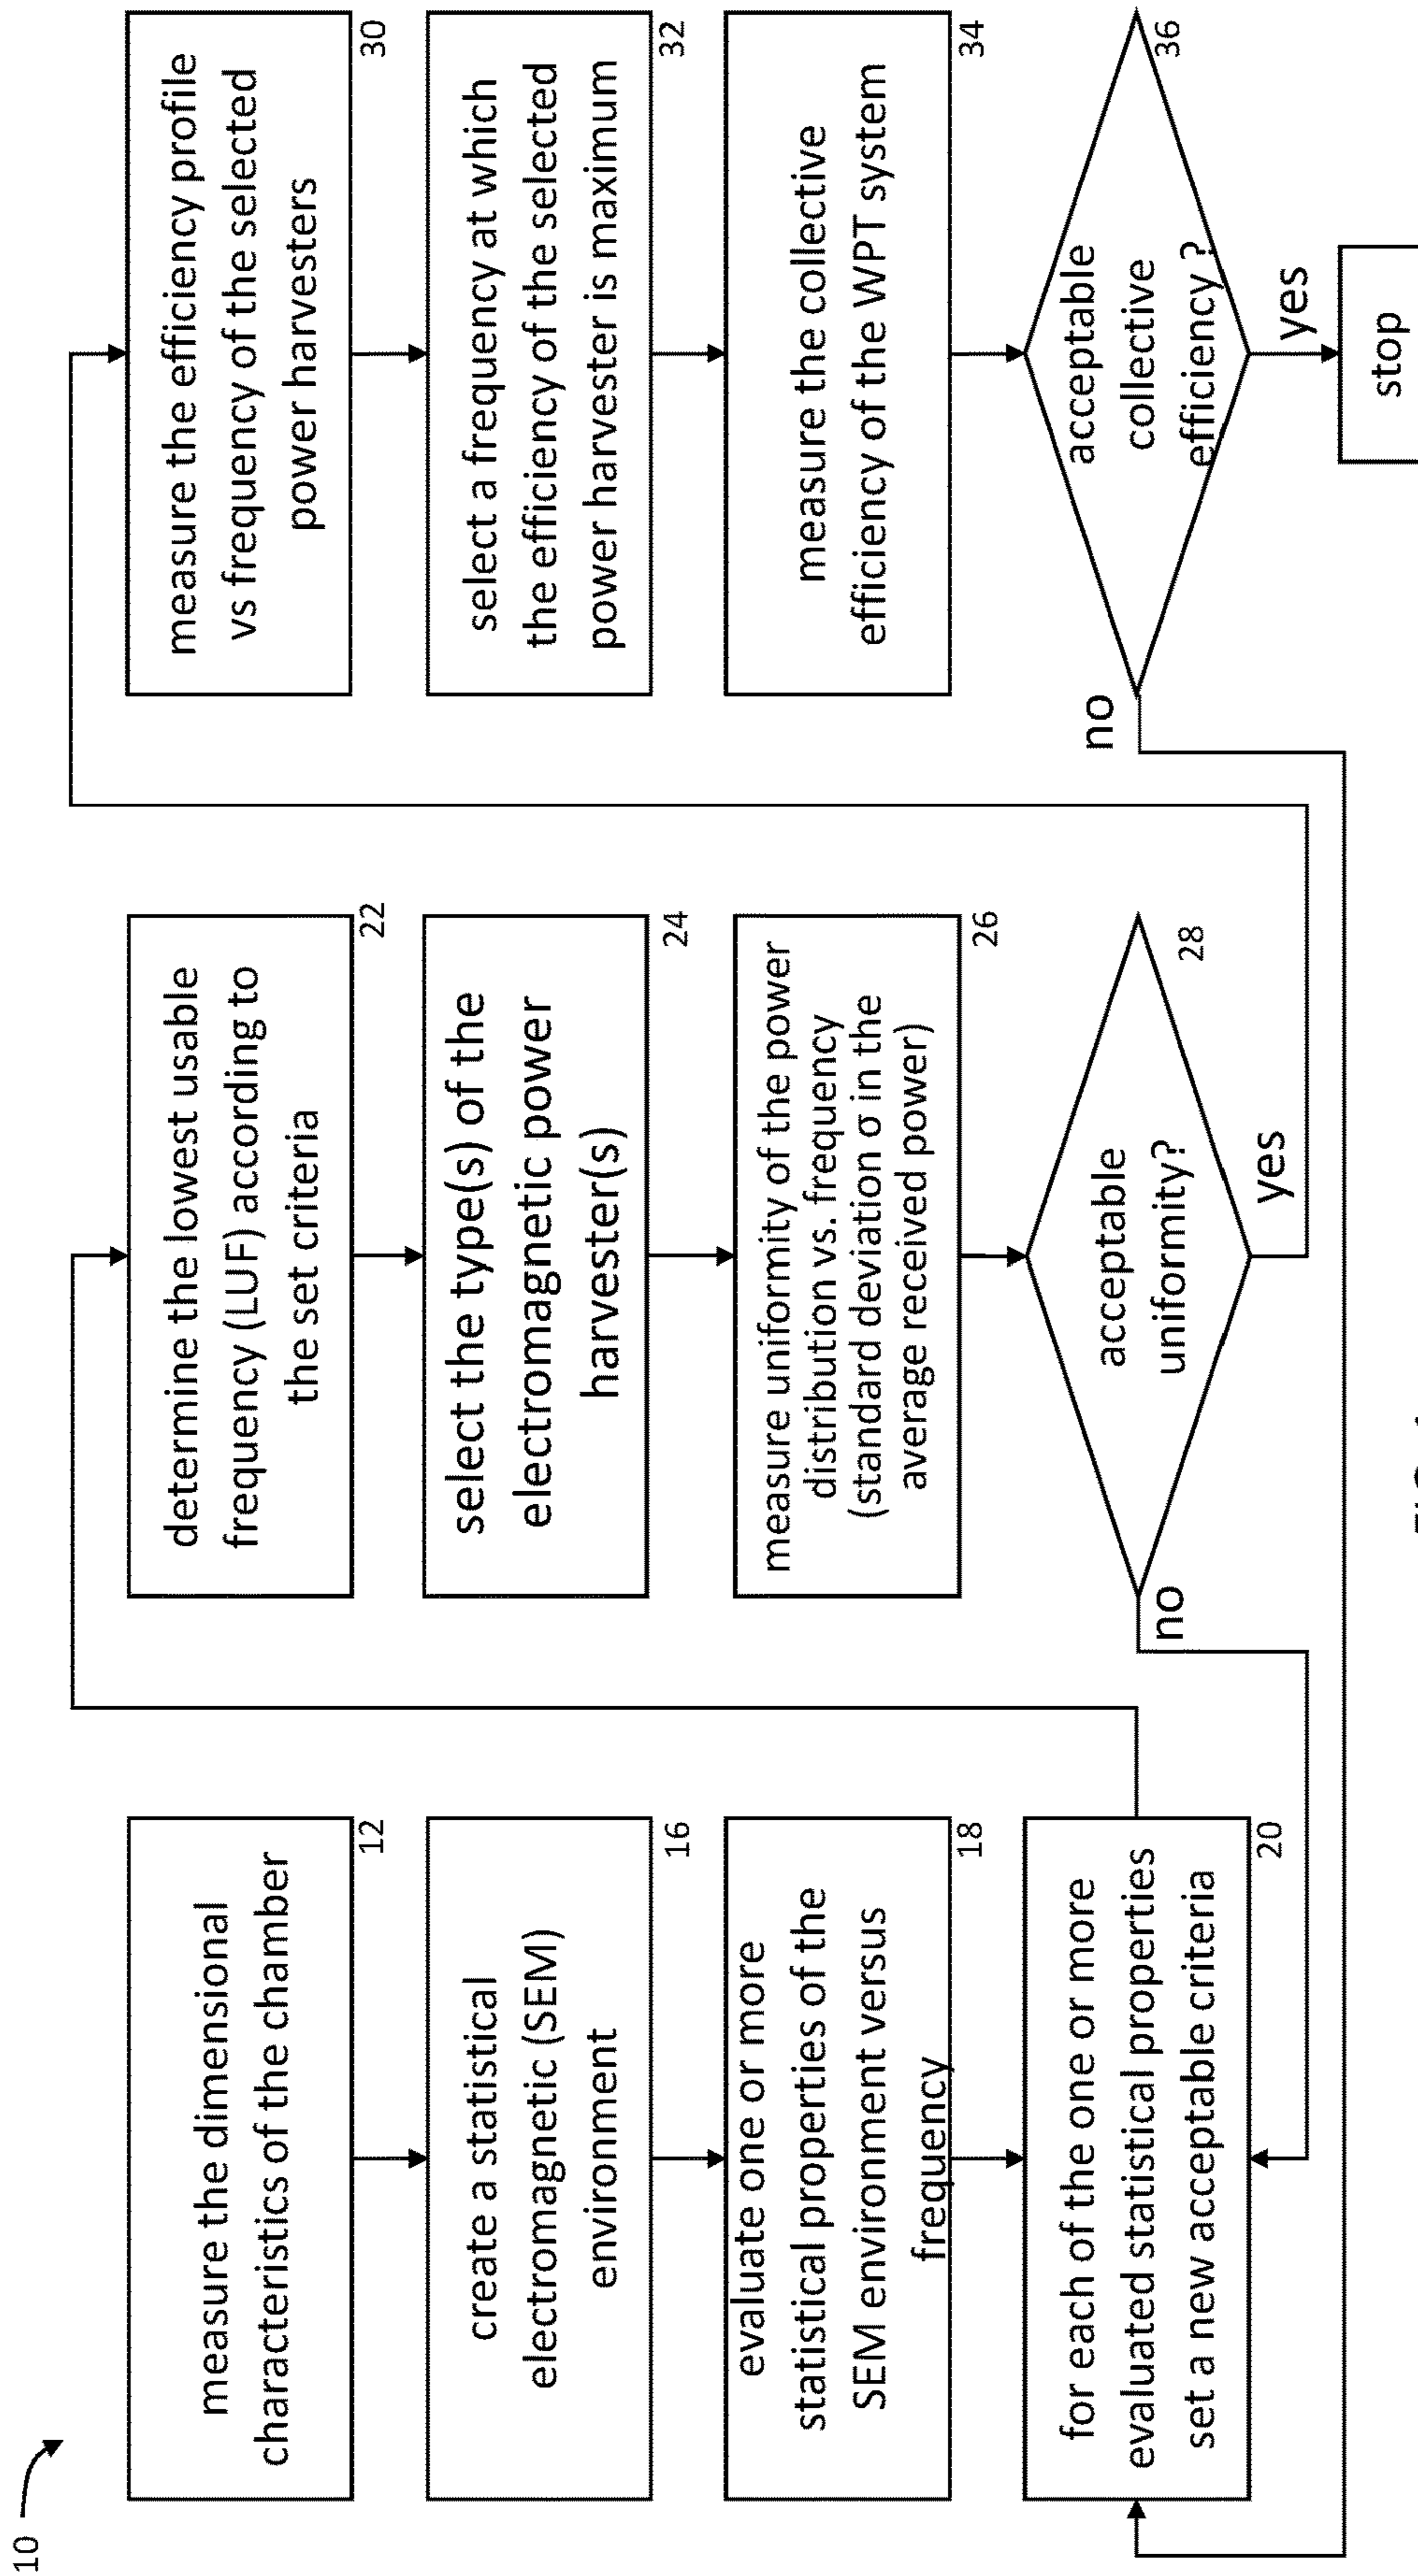 10
measure the dimensional
characteristics of the chamber
12
create a statistical
electromagnetic (SEM)
environment
16
evaluate one or more
statistical properties of the
SEM environment versus
frequency
18
for each of the one or more
evaluated statistical properties
set a new acceptable criteria
20
determine the lowest usable
frequency (LUF) according to
the set criteria
22
select the type(s) of the
electromagnetic power
harvester(s)
24
measure uniformity of the power
distribution vs. frequency
(standard deviation σ in the
average received power)
26
acceptable
uniformity?
28
no
yes
measure the efficiency profile
vs frequency of the selected
power harvesters
30
select a frequency at which
the efficiency of the selected
power harvester is maximum
32
measure the collective
efficiency of the WPT system
34
acceptable
collective
efficiency ?
36
no
yes
stop